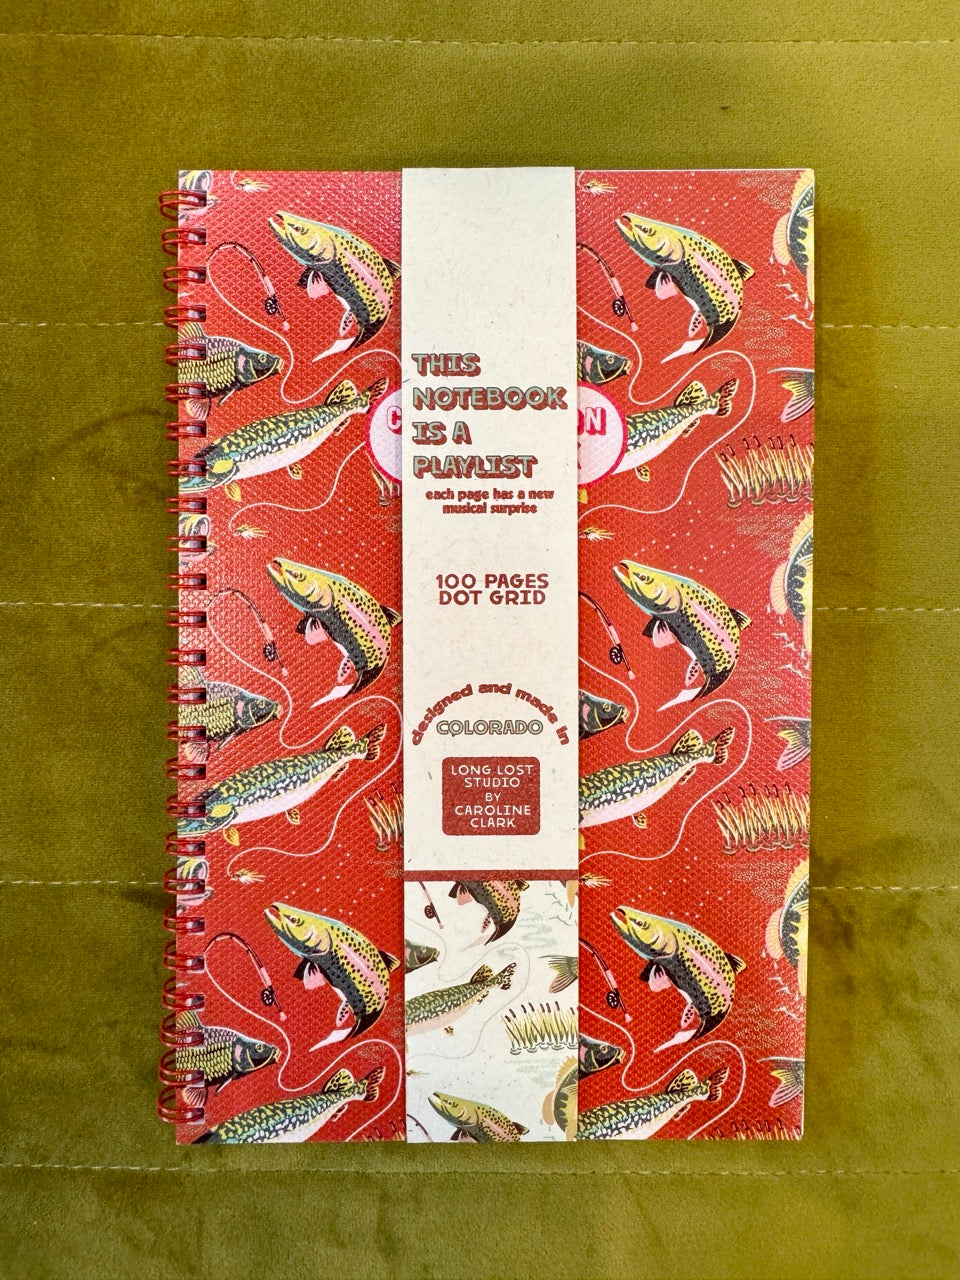 THIS
NOTEBOOK
IS A
PLAYLIST
each page has a new
musical surprise
100 PAGES
DOT GRID
designed and made in
COLORADO
LONG LOST
STUDIO
BY
CAROLINE
CLARK